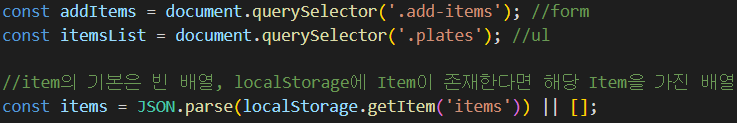 const addItems = document.querySelector('.add-items'); //form
const itemsList = document.querySelector('.plates'); //ul
//item의 기본은 빈 배열, localStorage에 Item이 존재한다면 해당 Item을 가진 배열
const items = JSON.parse(localStorage.getItem('items')) || [];